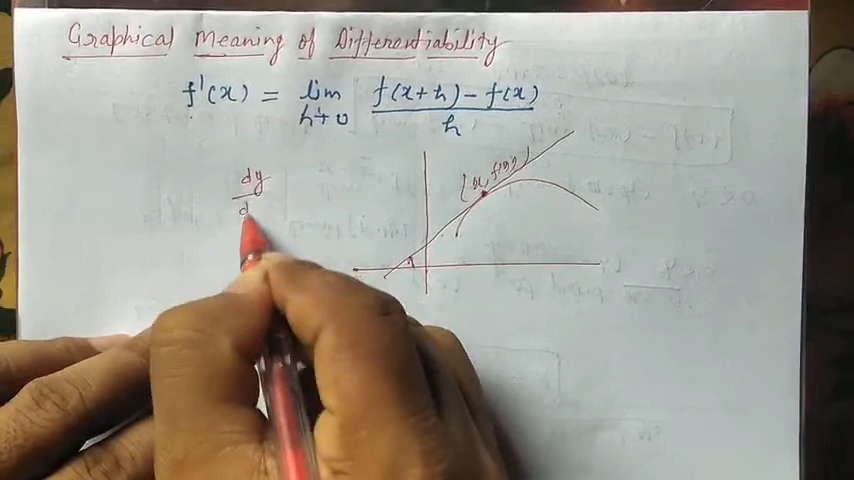 Graphical Meaning of Differentiability
f'(x) = lim h→0 f(x+h) - f(x) / h
(x, f(x))
dy / d